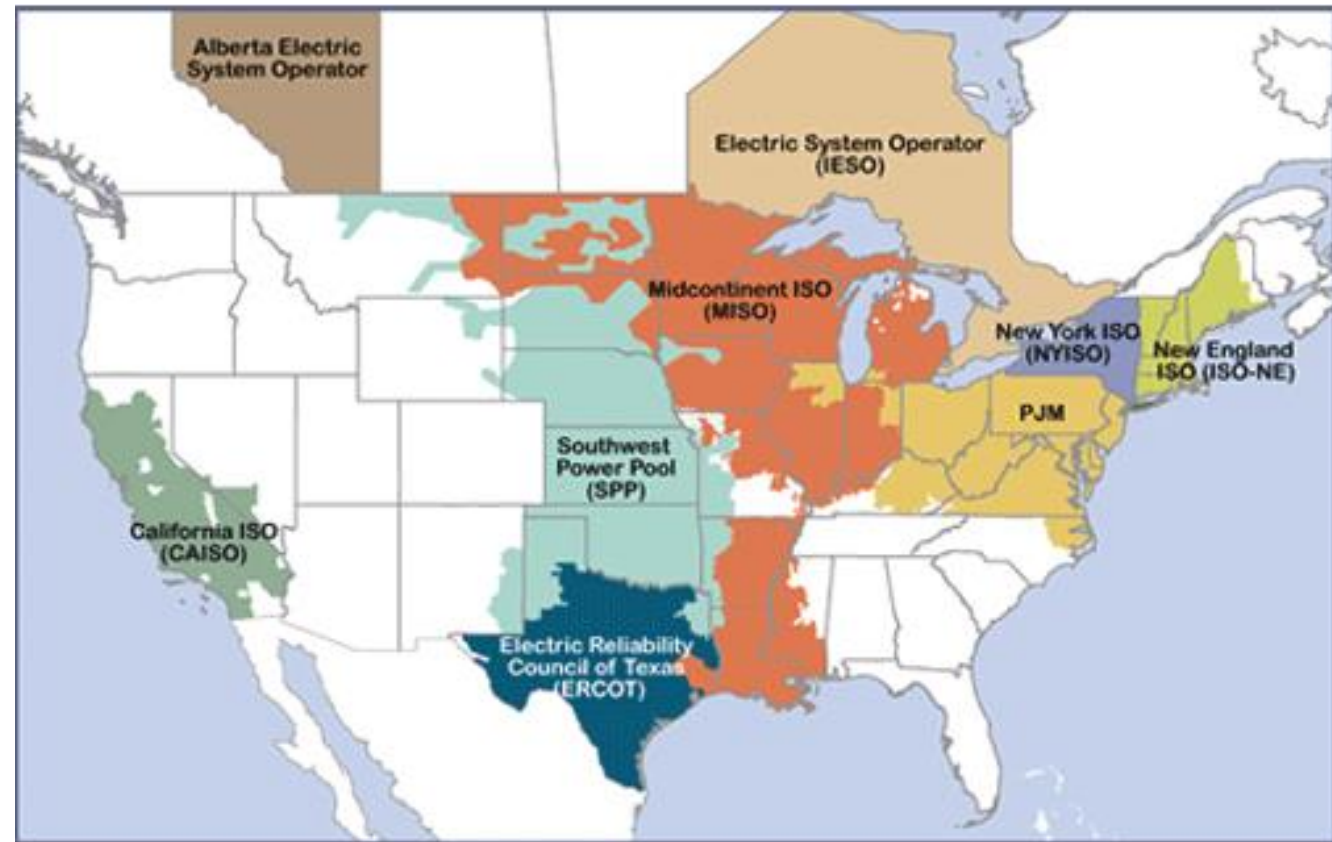 Alberta Electric
System Operator
Electric System Operator
(IESO)
Midcontinent ISO
(MISO)
New York ISO
(NYISO)
New England
ISO (ISO-NE)
PJM
Southwest
Power Pool
(SPP)
California ISO
(CAISO)
Electric Reliability
Council of Texas
(ERCOT)